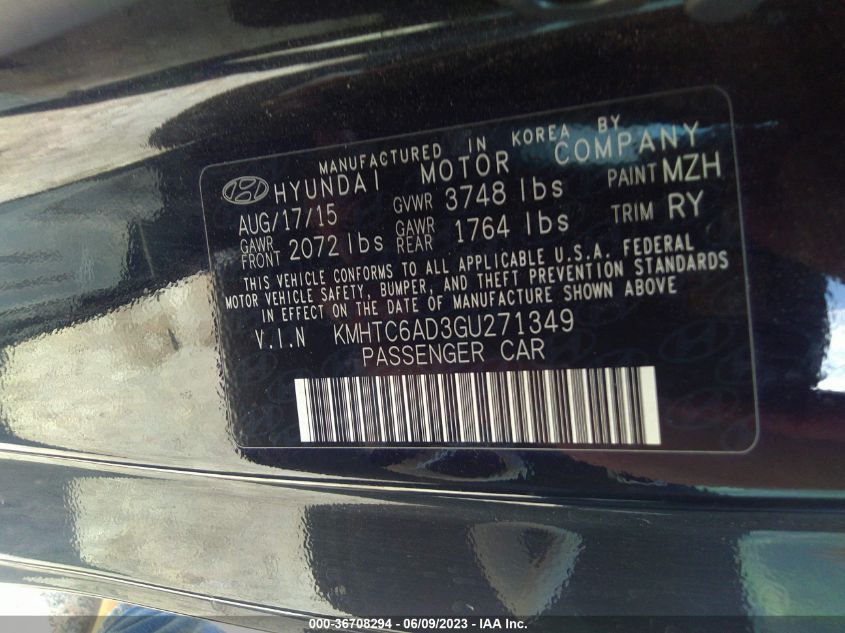 MANUFACTURED IN KOREA BY
HYUNDAI MOTOR COMPANY
AUG/17/15 GVWR 3748 lbs PAINT MZH
GAWR FRONT 2072 lbs GAWR REAR 1764 lbs TRIM RY
THIS VEHICLE CONFORMS TO ALL APPLICABLE U.S.A. FEDERAL
MOTOR VEHICLE SAFETY, BUMPER, AND THEFT PREVENTION STANDARDS
IN EFFECT ON THE DATE OF MANUFACTURE SHOWN ABOVE.
V.I.N KMHTC6AD3GU271349
PASSENGER CAR
000-36708294 - 06/09/2023 - IAA Inc.